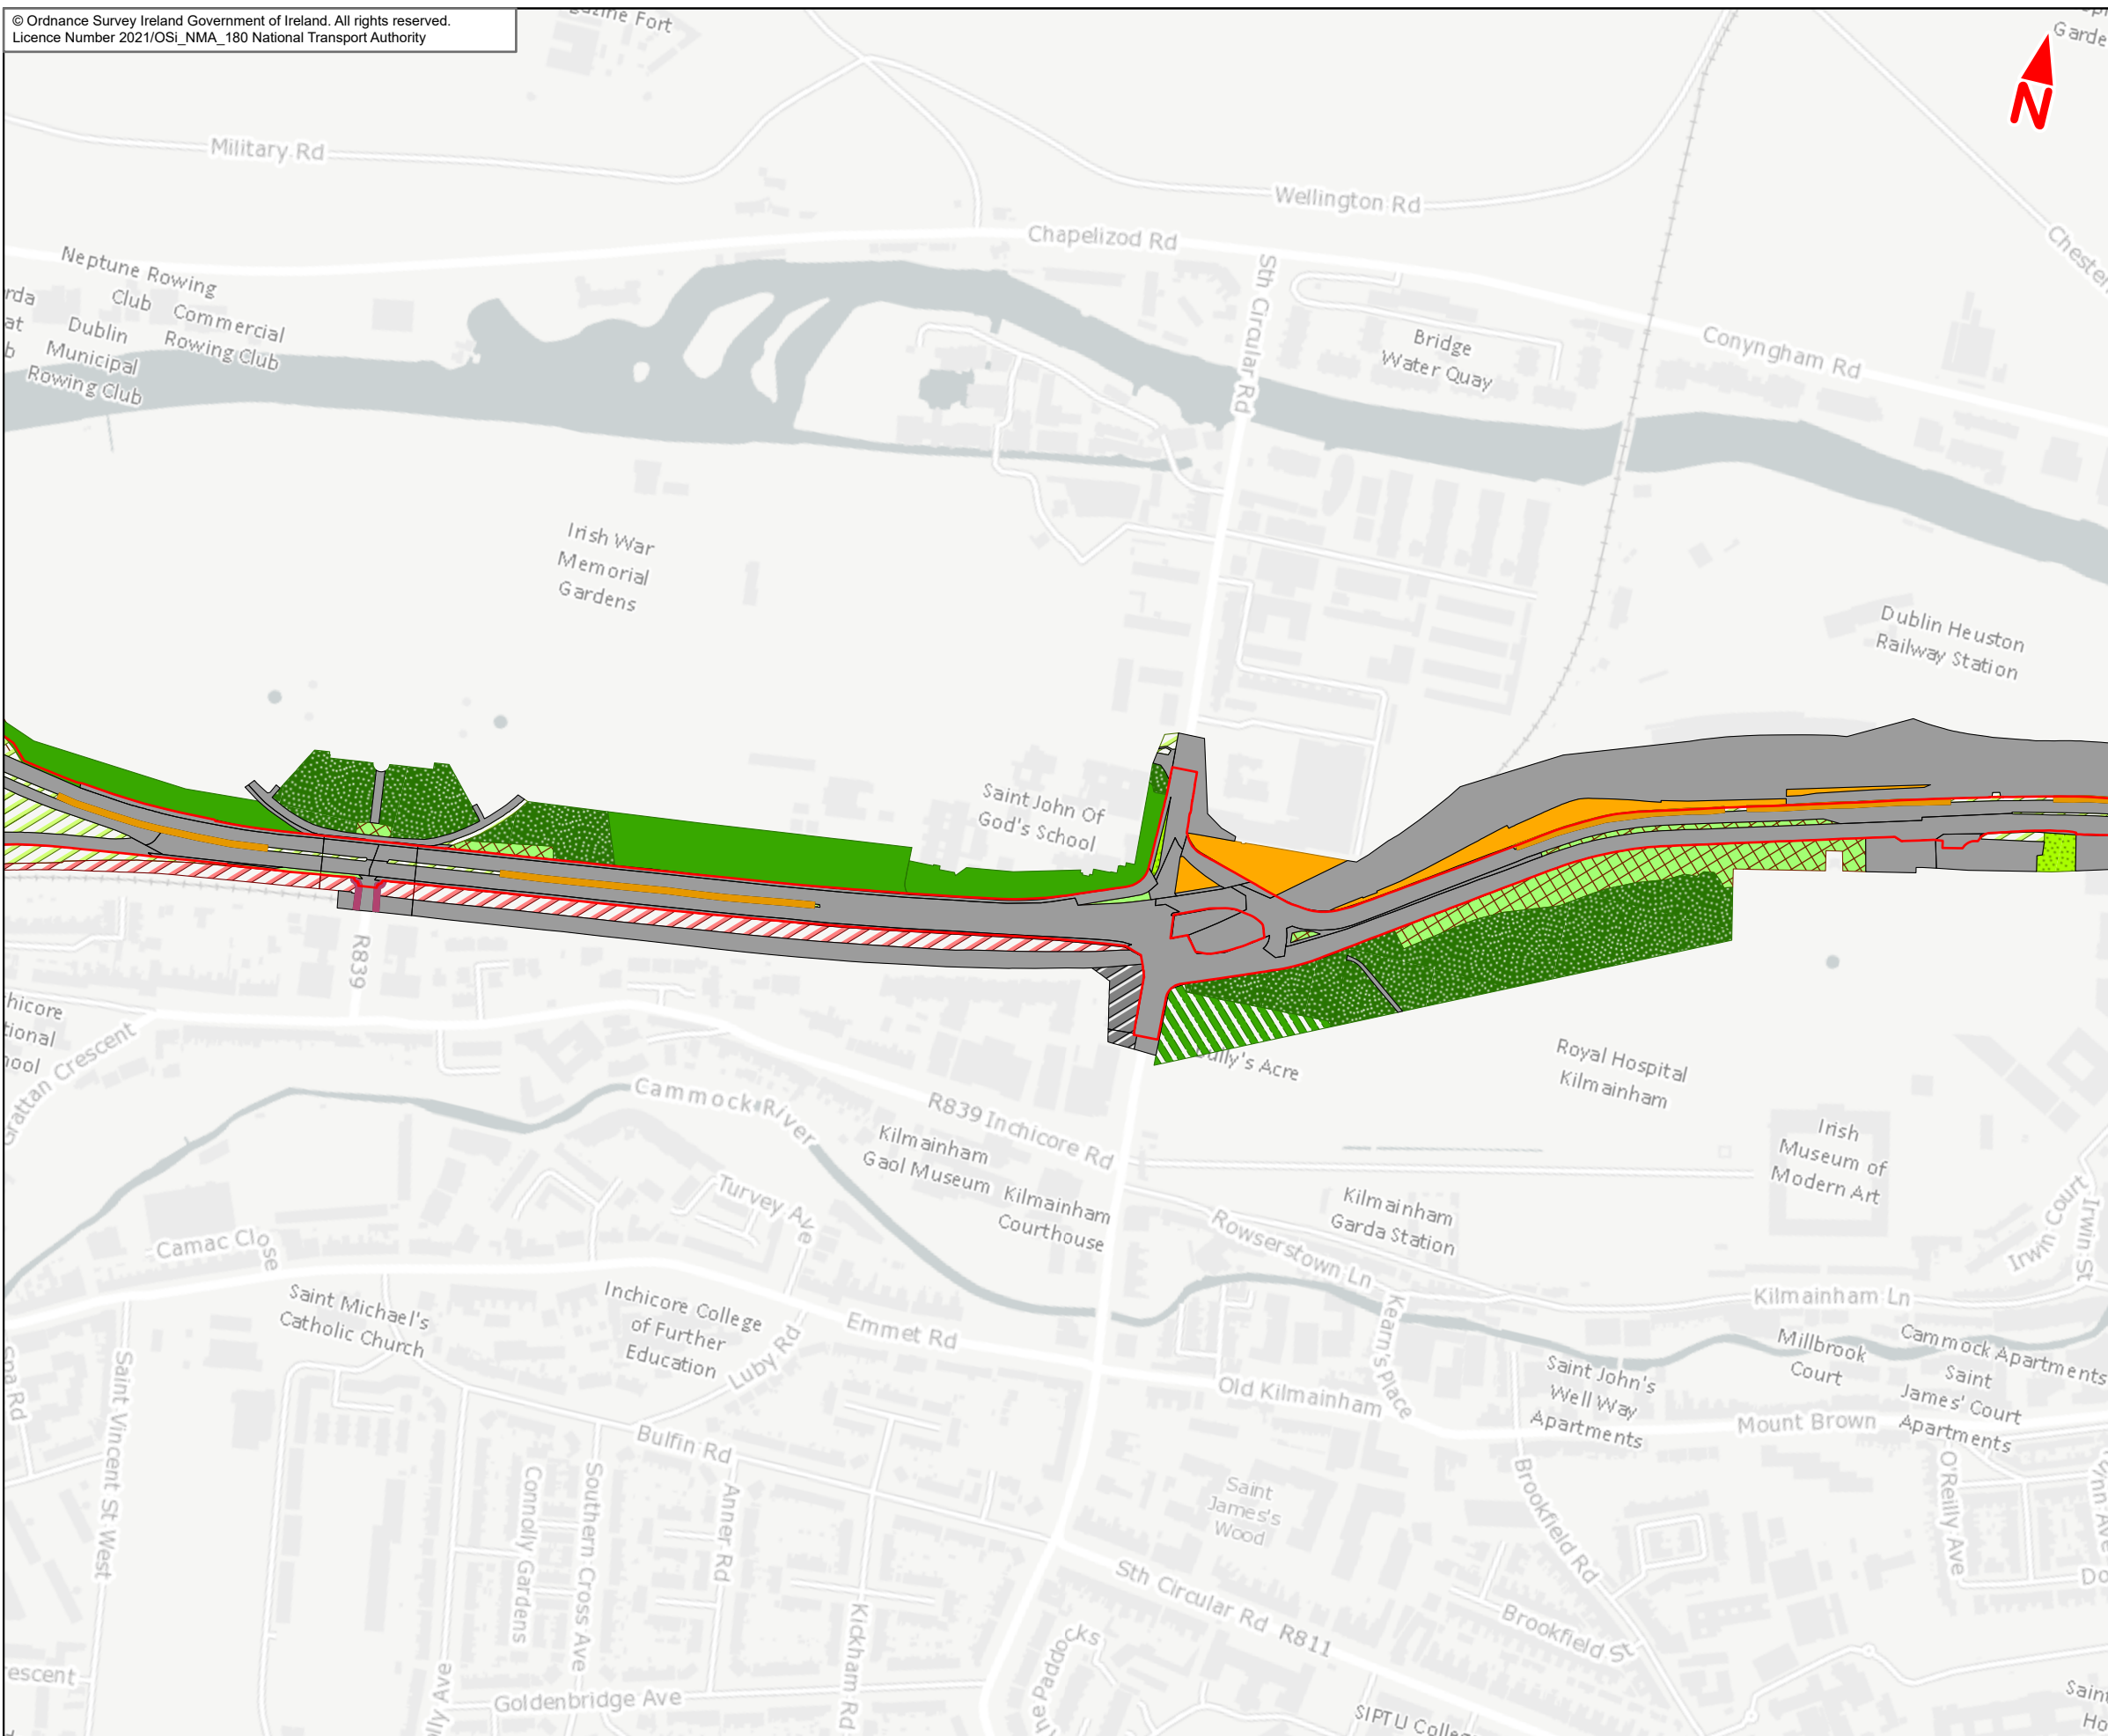 © Ordnance Survey Ireland Government of Ireland. All rights reserved.
Licence Number 2021/OSi_NMA_180 National Transport Authority
Fort
N
Military Rd
Wellington Rd
Chapelizod Rd
Sth Circular Rd
Neptune Rowing
Club
Commercial
Rowing Club
Dublin
Municipal
Rowing Club
Bridge
Water Quay
Conyngham Rd
Irish War
Memorial
Gardens
Dublin Heuston
Railway Station
Saint John Of
God's School
R839
Grattan Crescent
Cammock River
R839 Inchicore Rd
Acre
Royal Hospital
Kilmainham
Irish
Museum of
Modern Art
Kilmainham
Gaol Museum
Kilmainham
Courthouse
Turvey Ave
Kilmainham
Garda Station
Rowserstown Ln
Irwin Court
Irwin St
Camac Close
Saint Michael's
Catholic Church
Inchicore College
of Further
Education
Luby Rd
Emmet Rd
Kearn's Place
Kilmainham Ln
Millbrook
Court
Cammock Apartments
Saint
James' Court
Apartments
Saint John's
Well Way
Apartments
Old Kilmainham
Mount Brown
Saint Vincent St West
Bulfin Rd
Connolly Gardens
Southern Cross Ave
Anner Rd
Kickham Rd
Saint
James's
Wood
Brookfield Rd
O'Reilly Ave
Sth Circular Rd R811
Brookfield St
The Paddocks
Goldenbridge Ave
SIPTU